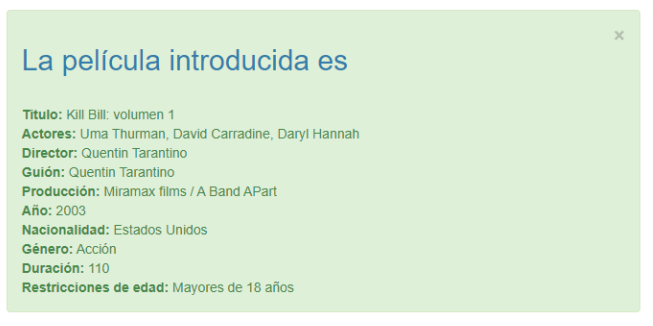 ×
La película introducida es
Titulo: Kill Bill: volumen 1
Actores: Uma Thurman, David Carradine, Daryl Hannah
Director: Quentin Tarantino
Guión: Quentin Tarantino
Producción: Miramax films / A Band APart
Año: 2003
Nacionalidad: Estados Unidos
Género: Acción
Duración: 110
Restricciones de edad: Mayores de 18 años